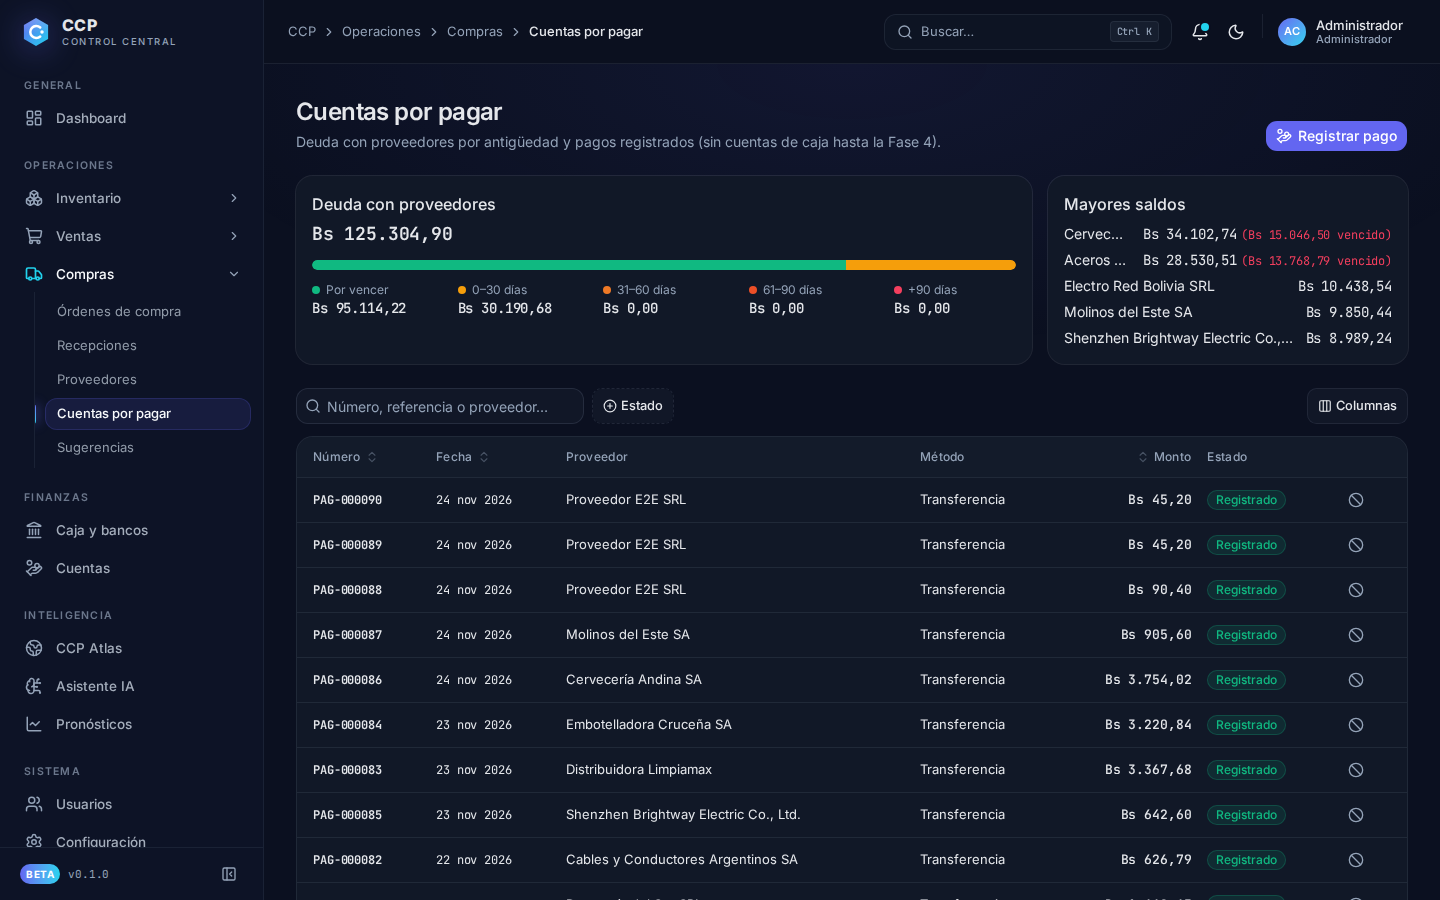 CCP
CONTROL CENTRAL
GENERAL
Dashboard
OPERACIONES
Inventario
Ventas
Compras
Órdenes de compra
Recepciones
Proveedores
Cuentas por pagar
Sugerencias
FINANZAS
Caja y bancos
Cuentas
INTELIGENCIA
CCP Atlas
Asistente IA
Pronósticos
SISTEMA
Usuarios
Configuración
BETA v0.1.0
CCP > Operaciones > Compras > Cuentas por pagar
Buscar... Ctrl K
AC
Administrador
Administrador
Cuentas por pagar
Deuda con proveedores por antigüedad y pagos registrados (sin cuentas de caja hasta la Fase 4).
Registrar pago
Deuda con proveedores
Bs 125.304,90
Por vencer 0–30 días 31–60 días 61–90 días +90 días
Bs 95.114,22 Bs 30.190,68 Bs 0,00 Bs 0,00 Bs 0,00
Mayores saldos
Cervec... Bs 34.102,74 (Bs 15.046,50 vencido)
Aceros ... Bs 28.530,51 (Bs 13.768,79 vencido)
Electro Red Bolivia SRL Bs 10.438,54
Molinos del Este SA Bs 9.850,44
Shenzhen Brightway Electric Co.,... Bs 8.989,24
Número, referencia o proveedor...
Estado
Columnas
Número Fecha Proveedor Método Monto Estado
PAG-000090 24 nov 2026 Proveedor E2E SRL Transferencia Bs 45,20 Registrado
PAG-000089 24 nov 2026 Proveedor E2E SRL Transferencia Bs 45,20 Registrado
PAG-000088 24 nov 2026 Proveedor E2E SRL Transferencia Bs 90,40 Registrado
PAG-000087 24 nov 2026 Molinos del Este SA Transferencia Bs 905,60 Registrado
PAG-000086 24 nov 2026 Cervecería Andina SA Transferencia Bs 3.754,02 Registrado
PAG-000084 23 nov 2026 Embotelladora Cruceña SA Transferencia Bs 3.220,84 Registrado
PAG-000083 23 nov 2026 Distribuidora Limpiamax Transferencia Bs 3.367,68 Registrado
PAG-000085 23 nov 2026 Shenzhen Brightway Electric Co., Ltd. Transferencia Bs 642,60 Registrado
PAG-000082 22 nov 2026 Cables y Conductores Argentinos SA Transferencia Bs 626,79 Registrado